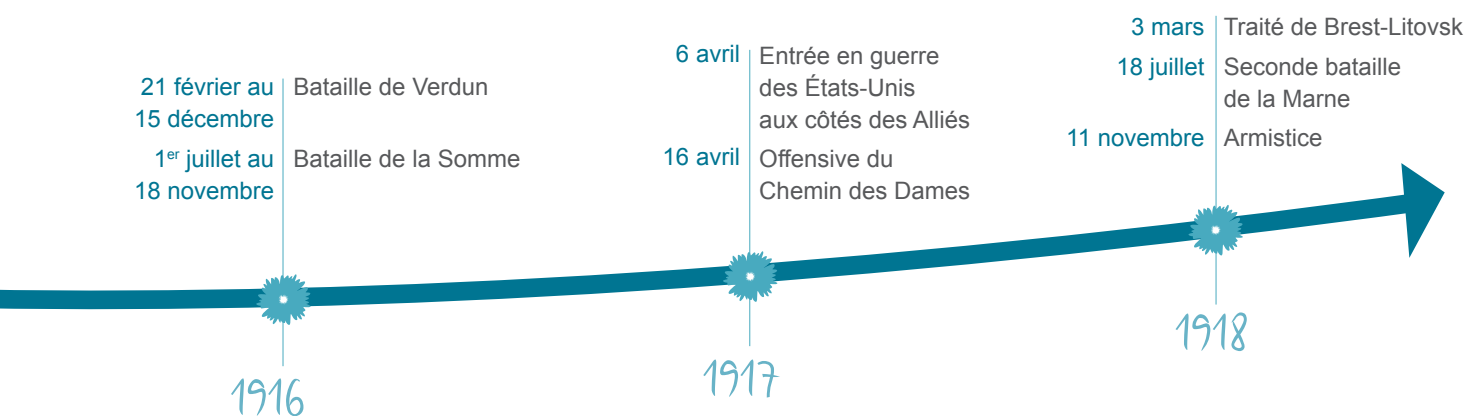 21 février au
15 décembre
Bataille de Verdun
1er juillet au
18 novembre
Bataille de la Somme
1916
6 avril
Entrée en guerre
des États-Unis
aux côtés des Alliés
16 avril
Offensive du
Chemin des Dames
1917
3 mars
Traité de Brest-Litovsk
18 juillet
Seconde bataille
de la Marne
11 novembre
Armistice
1918